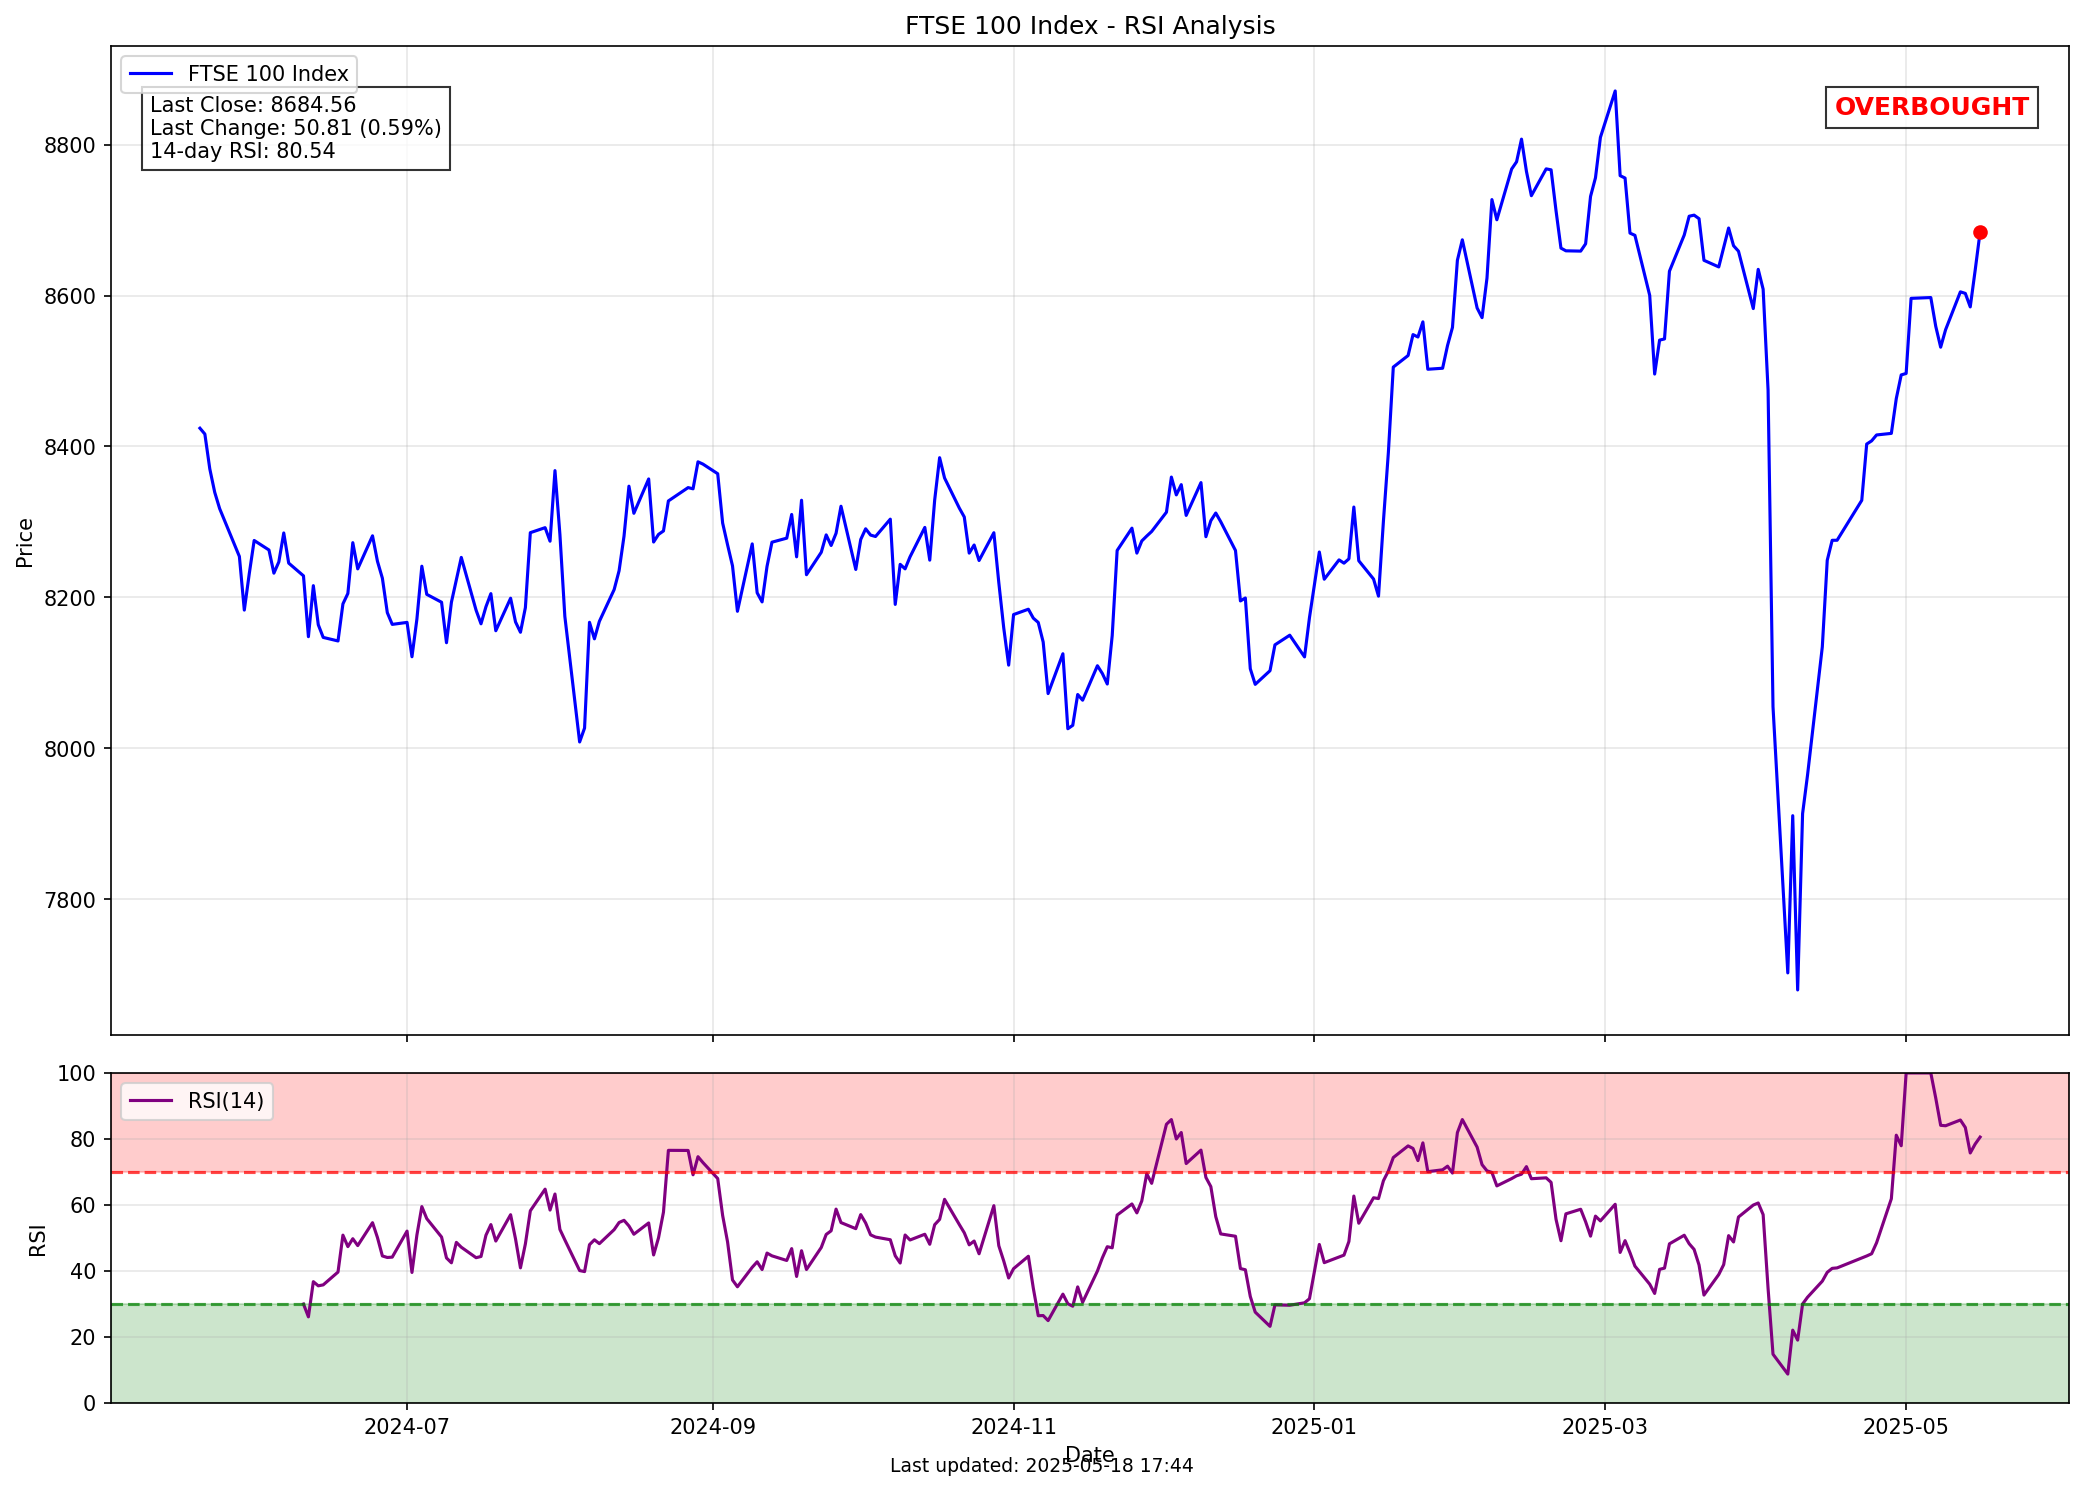 FTSE 100 Index - RSI Analysis
FTSE 100 Index
Last Close: 8684.56
Last Change: 50.81 (0.59%)
14-day RSI: 80.54
OVERBOUGHT
8800
8600
8400
8200
8000
7800
Price
RSI(14)
100
80
60
40
20
0
RSI
2024-07
2024-09
2024-11
2025-01
2025-03
2025-05
Date
Last updated: 2025-05-18 17:44